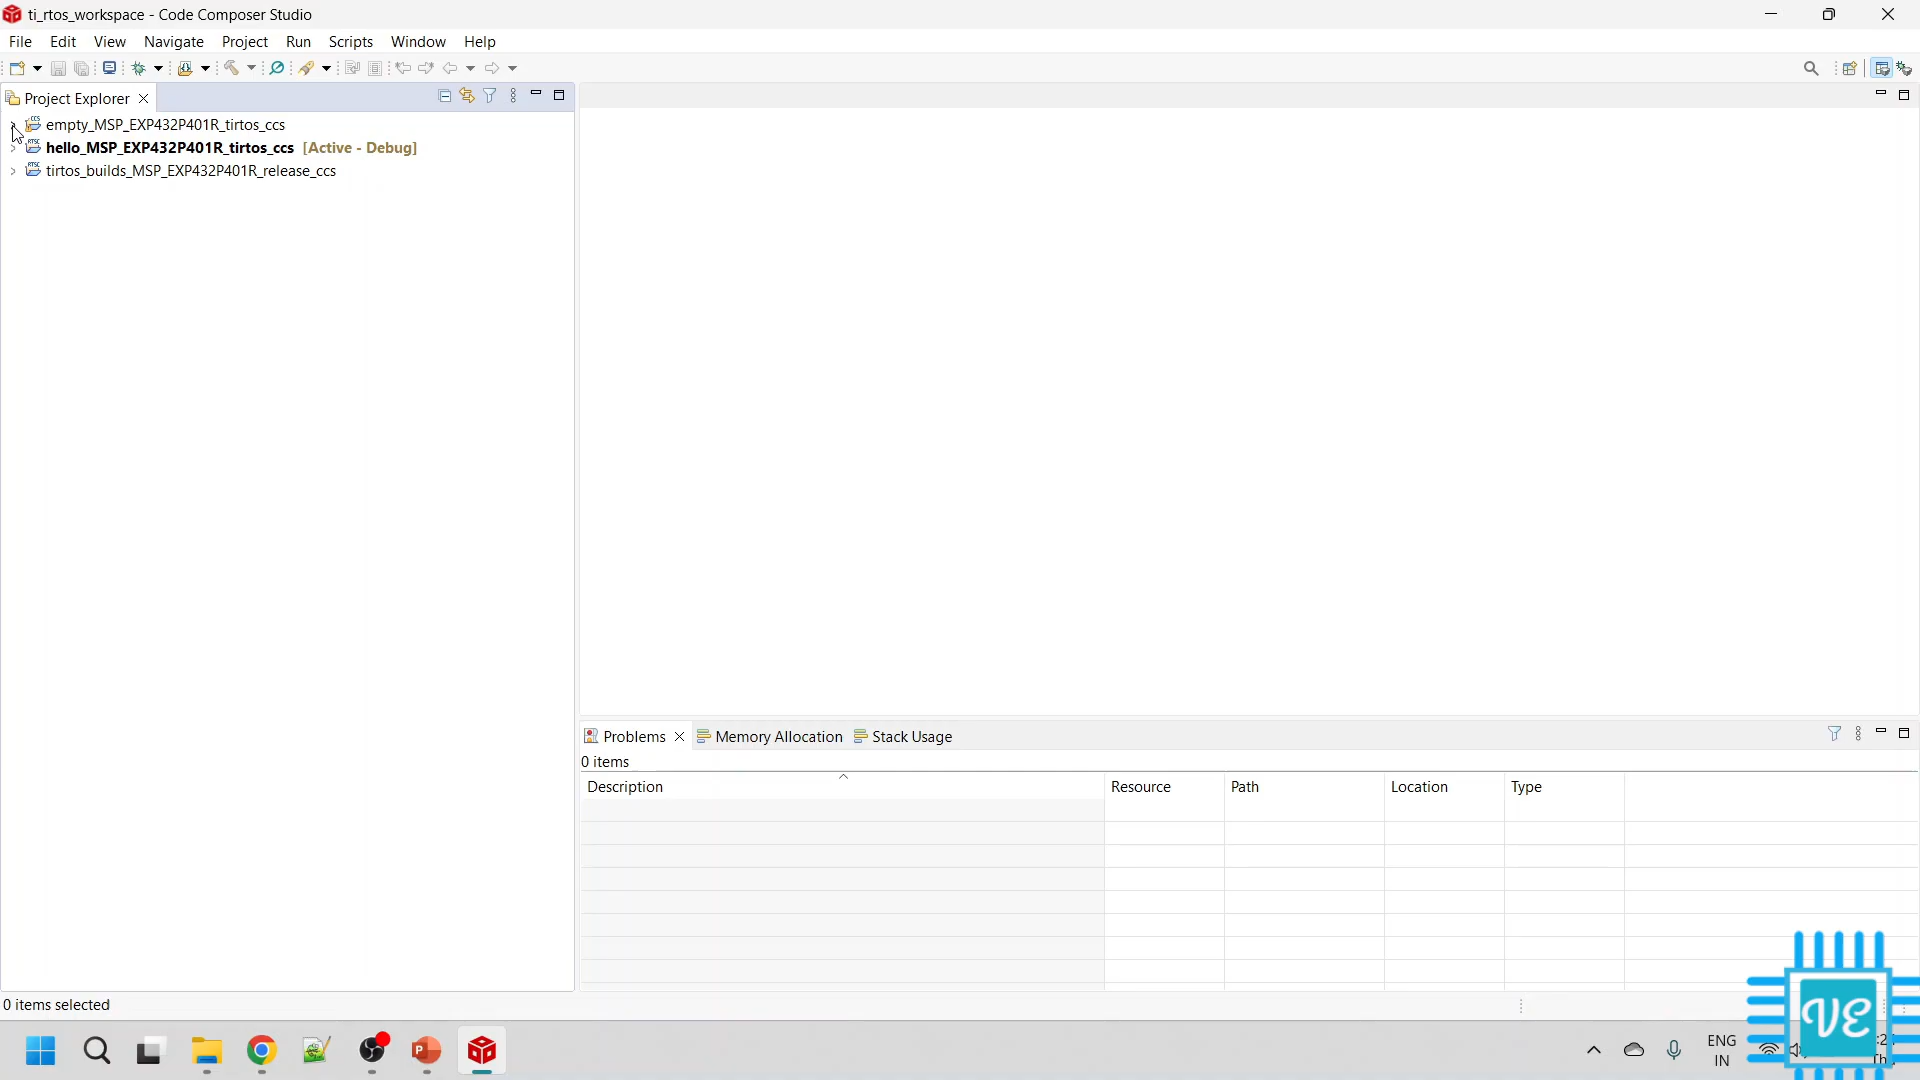 ti_rtos_workspace - Code Composer Studio
File Edit View Navigate Project Run Scripts Window Help
Project Explorer
empty_MSP_EXP432P401R_tirtos_ccs
hello_MSP_EXP432P401R_tirtos_ccs [Active - Debug]
tirtos_builds_MSP_EXP432P401R_release_ccs
Problems Memory Allocation Stack Usage
0 items
Description Resource Path Location Type
0 items selected
ENG
IN
VE